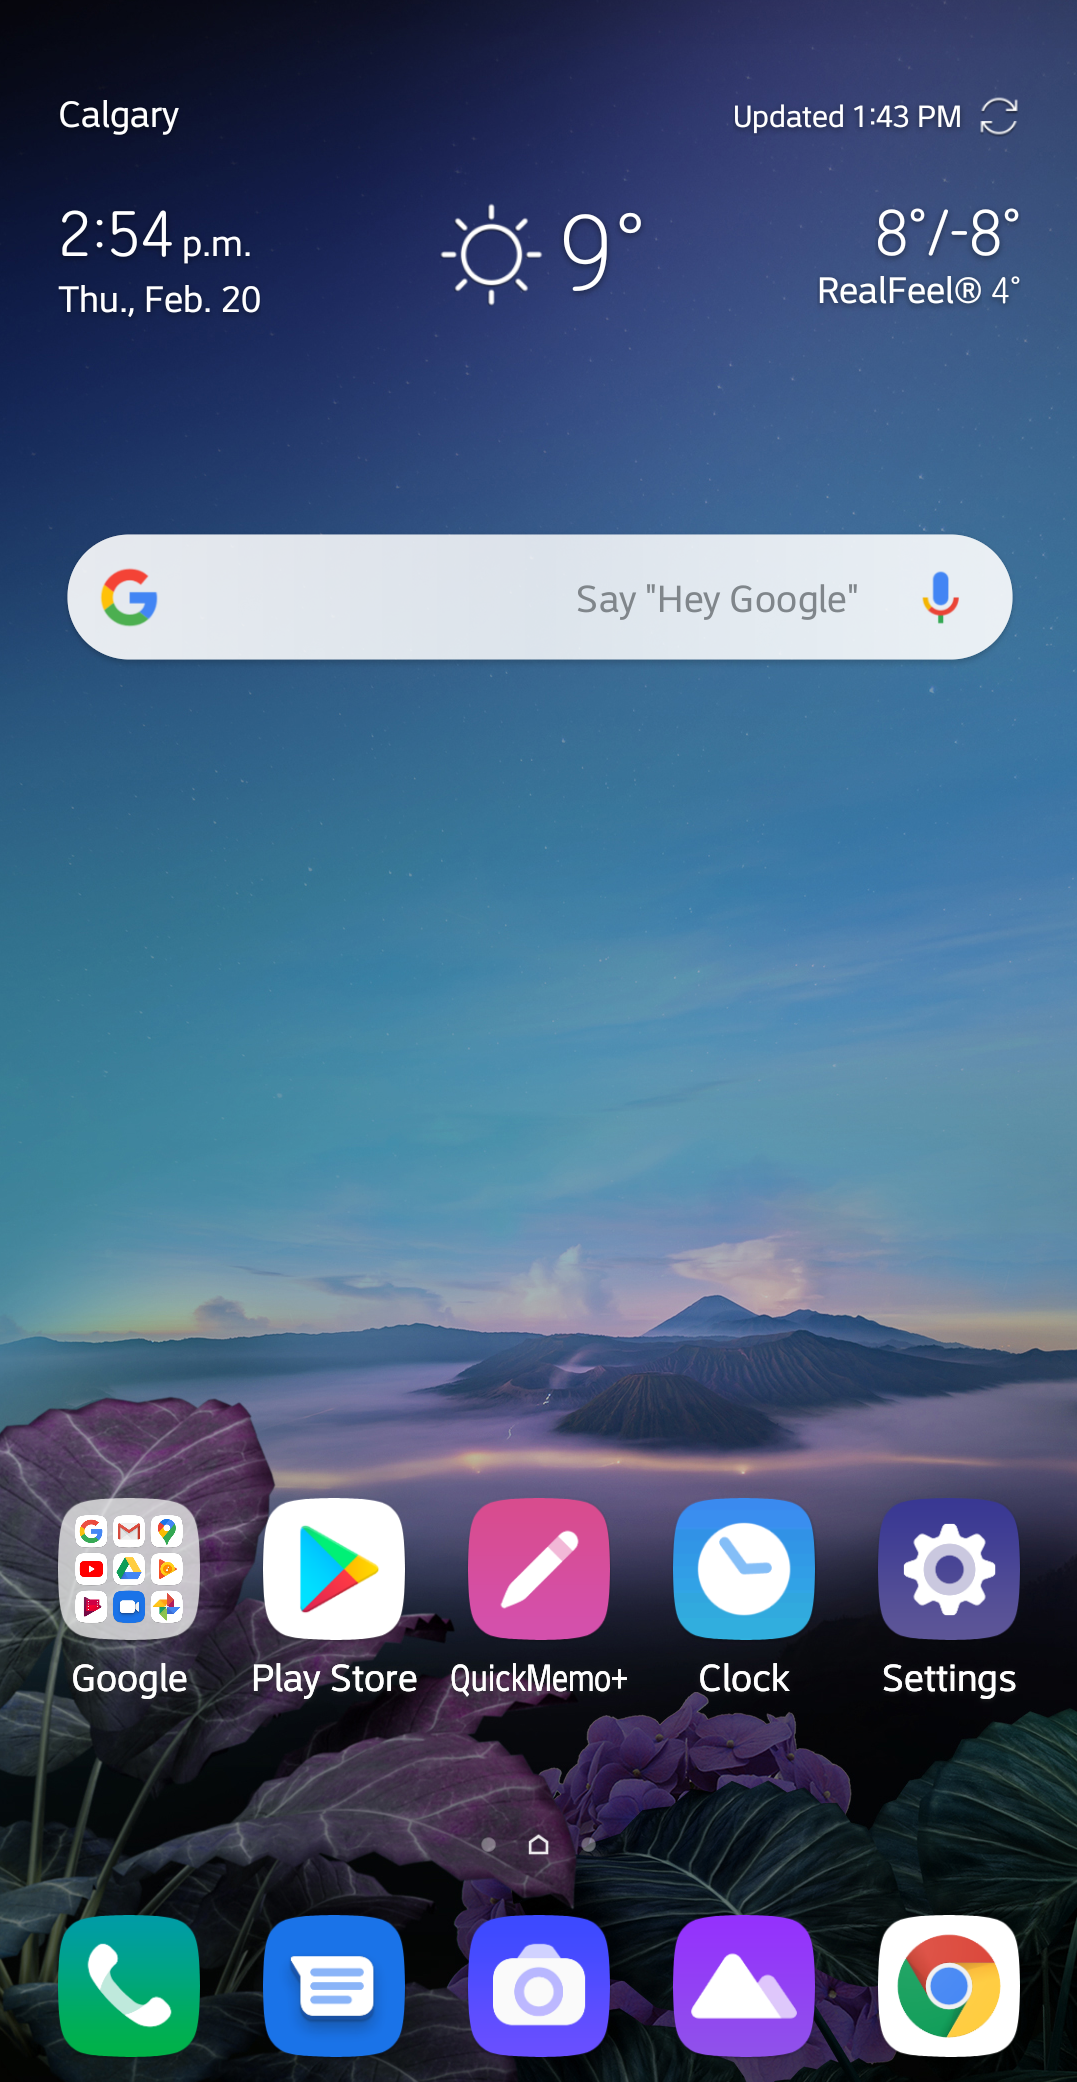 Calgary
Updated 1:43 PM
2:54 p.m.
9°
8°/-8°
Thu., Feb. 20
RealFeel® 4°
Say "Hey Google"
Google
Play Store
QuickMemo+
Clock
Settings